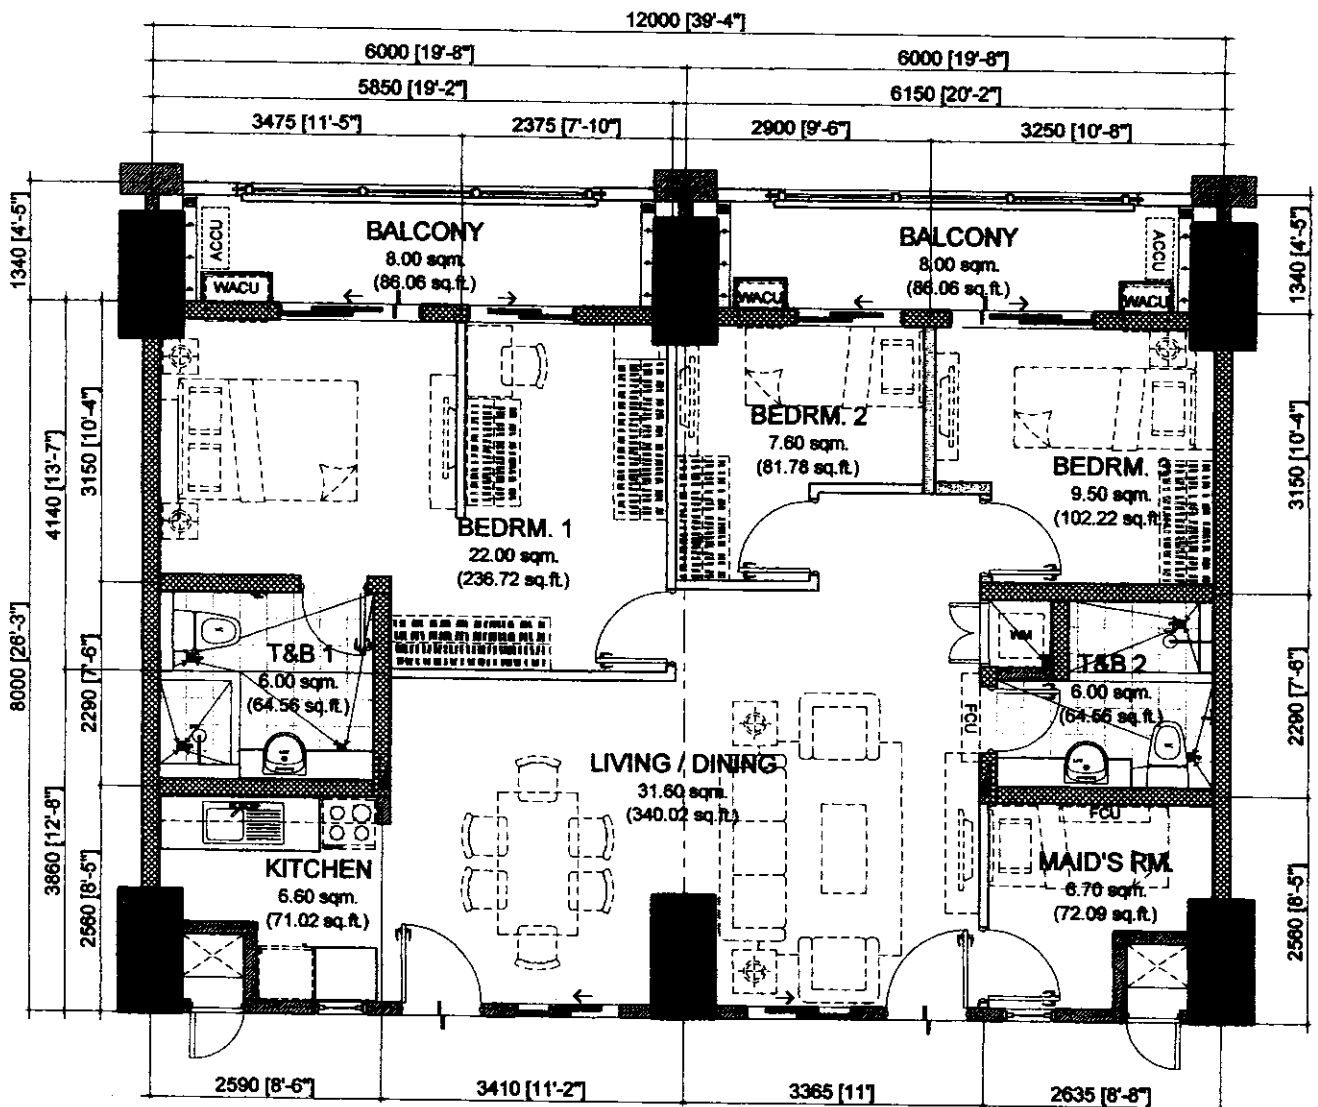 12000 [39'-4"]
6000 [19'-8"]
6000 [19'-8"]
5850 [19'-2"]
6150 [20'-2"]
3475 [11'-5"]
2375 [7'-10"]
2900 [9'-6"]
3250 [10'-8"]
1340 [4'-5"]
1340 [4'-5"]
ACCU
WACU
BALCONY
8.00 sqm.
(86.06 sq.ft.)
BALCONY
8.00 sqm.
(86.06 sq.ft.)
ACCU
WACU
WACU
8000 [26'-3"]
4140 [13'-7"]
3150 [10'-4"]
3150 [10'-4"]
BEDRM. 1
22.00 sqm.
(236.72 sq.ft.)
BEDRM. 2
7.60 sqm.
(81.78 sq.ft.)
BEDRM. 3
9.50 sqm.
(102.22 sq.ft.)
2290 [7'-6"]
2290 [7'-6"]
T&B 1
6.00 sqm.
(64.56 sq.ft.)
WM
T&B 2
6.00 sqm.
(64.56 sq.ft.)
FCU
LIVING / DINING
31.60 sqm.
(340.02 sq.ft.)
3860 [12'-8"]
2560 [8'-5"]
2560 [8'-5"]
KITCHEN
6.60 sqm.
(71.02 sq.ft.)
FCU
MAID'S RM.
6.70 sqm.
(72.09 sq.ft.)
2590 [8'-6"]
3410 [11'-2"]
3365 [11']
2635 [8'-8"]